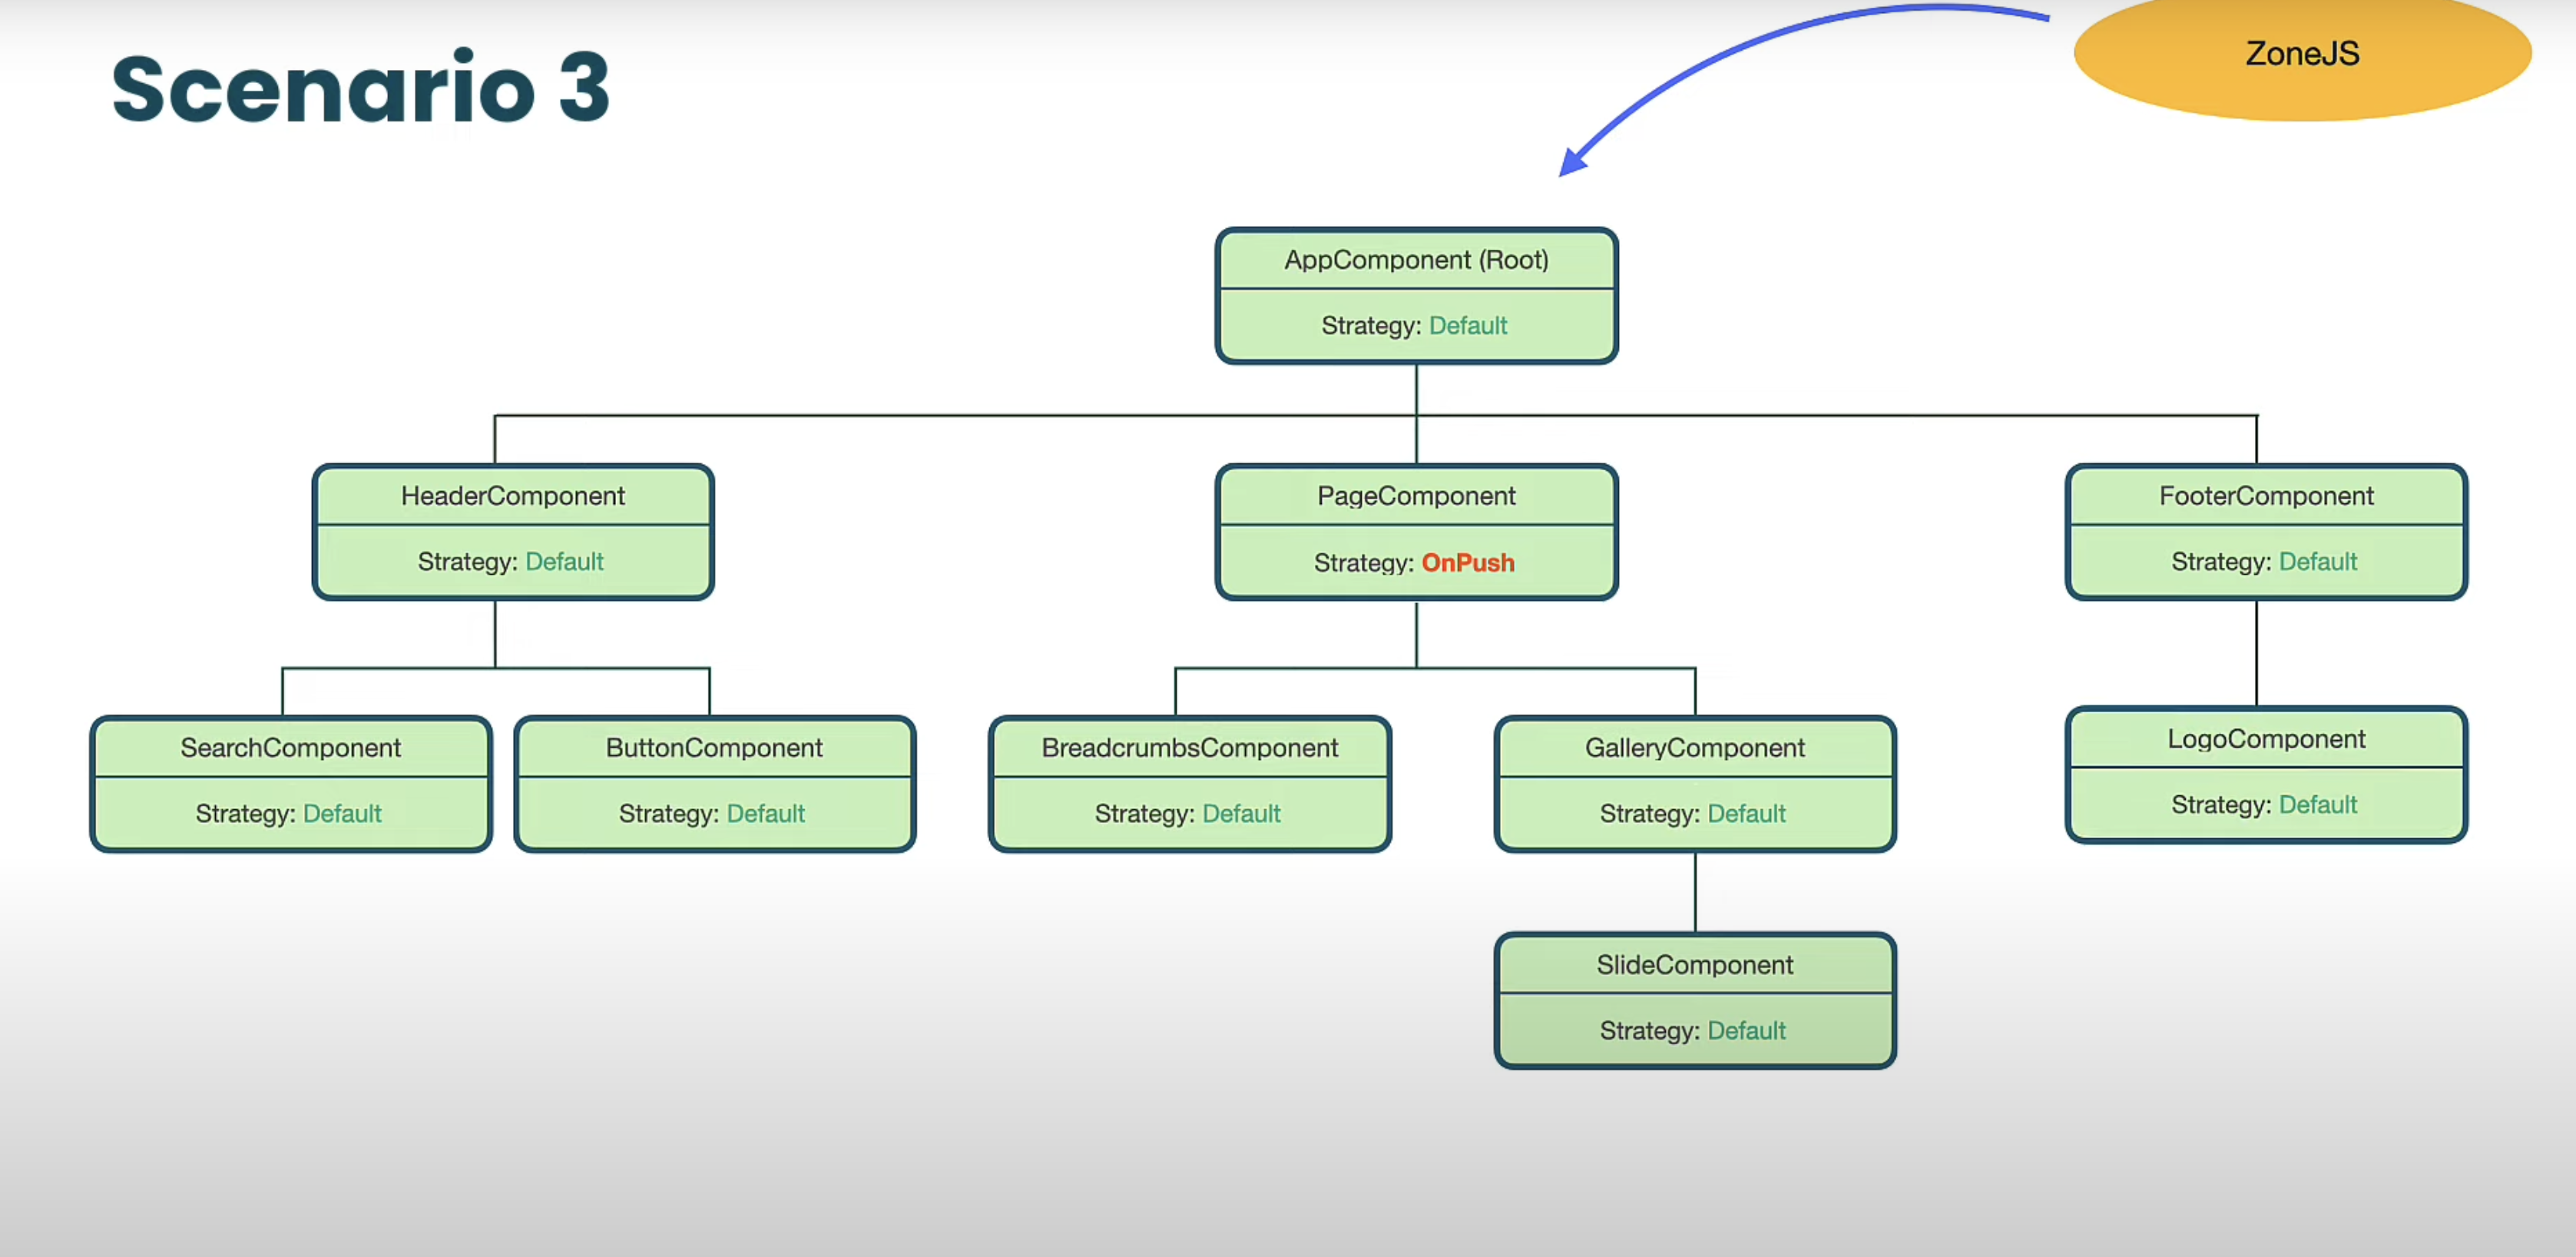 Scenario 3
ZoneJS
AppComponent (Root)
Strategy: Default
HeaderComponent
Strategy: Default
PageComponent
Strategy: OnPush
FooterComponent
Strategy: Default
SearchComponent
Strategy: Default
ButtonComponent
Strategy: Default
BreadcrumbsComponent
Strategy: Default
GalleryComponent
Strategy: Default
LogoComponent
Strategy: Default
SlideComponent
Strategy: Default